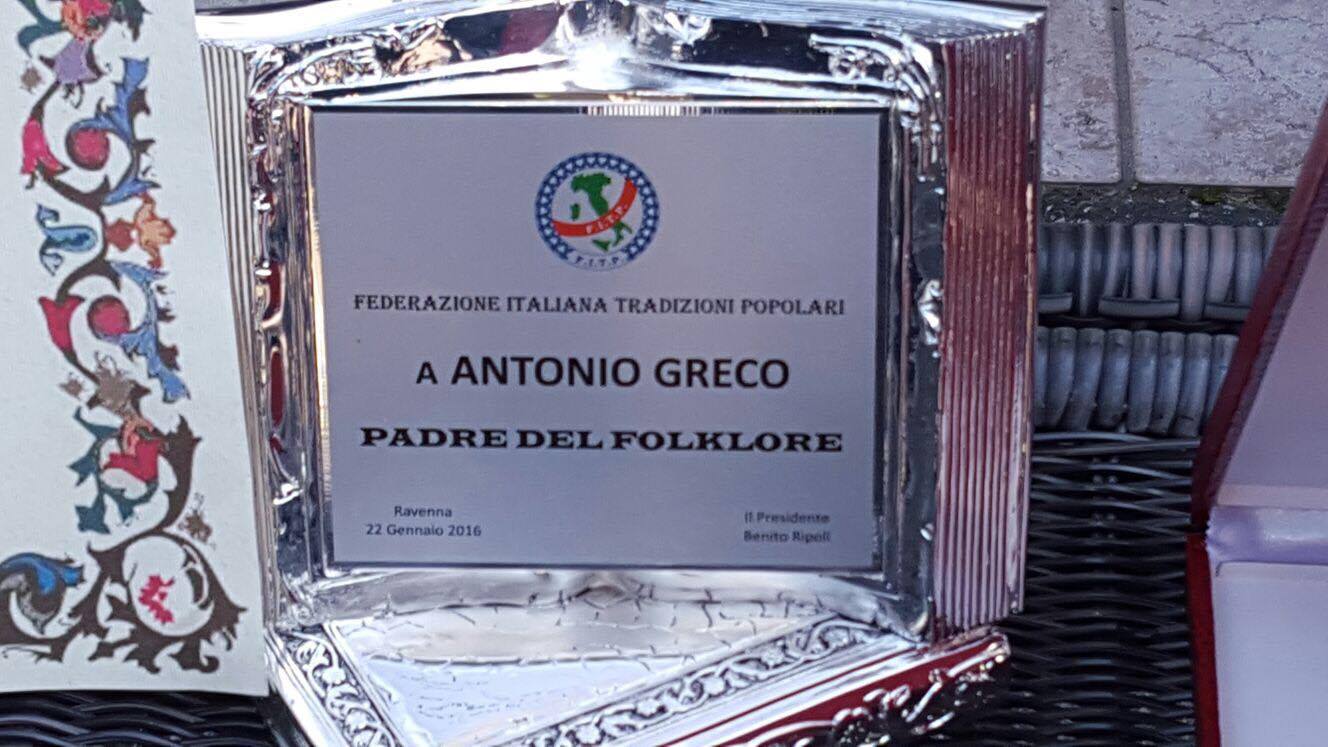 F.I.T.P.
F.I.T.P.
FEDERAZIONE ITALIANA TRADIZIONI POPOLARI
A ANTONIO GRECO
PADRE DEL FOLKLORE
Ravenna
22 Gennaio 2016
Il Presidente
Benito Ripoli